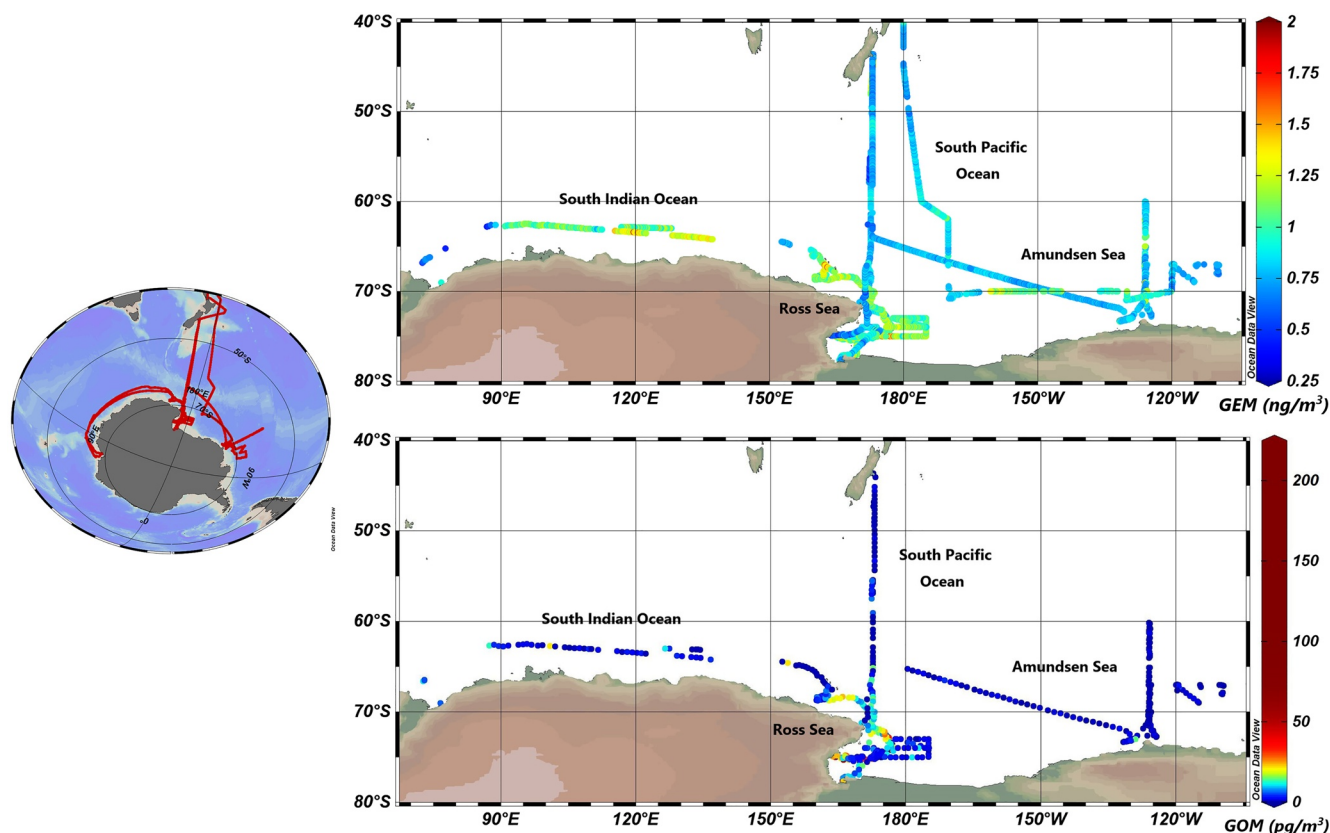 50°S
180°E
70°S
90°E
90°W
0°
Ocean Data View
40°S
50°S
60°S
70°S
80°S
South Pacific
Ocean
South Indian Ocean
Amundsen Sea
Ross Sea
90°E
120°E
150°E
180°E
150°W
120°W
Ocean Data View
2
1.75
1.5
1.25
1
0.75
0.5
0.25
GEM (ng/m³)
40°S
50°S
60°S
70°S
80°S
South Pacific
Ocean
South Indian Ocean
Amundsen Sea
Ross Sea
90°E
120°E
150°E
180°E
150°W
120°W
Ocean Data View
200
150
100
50
0
GOM (pg/m³)